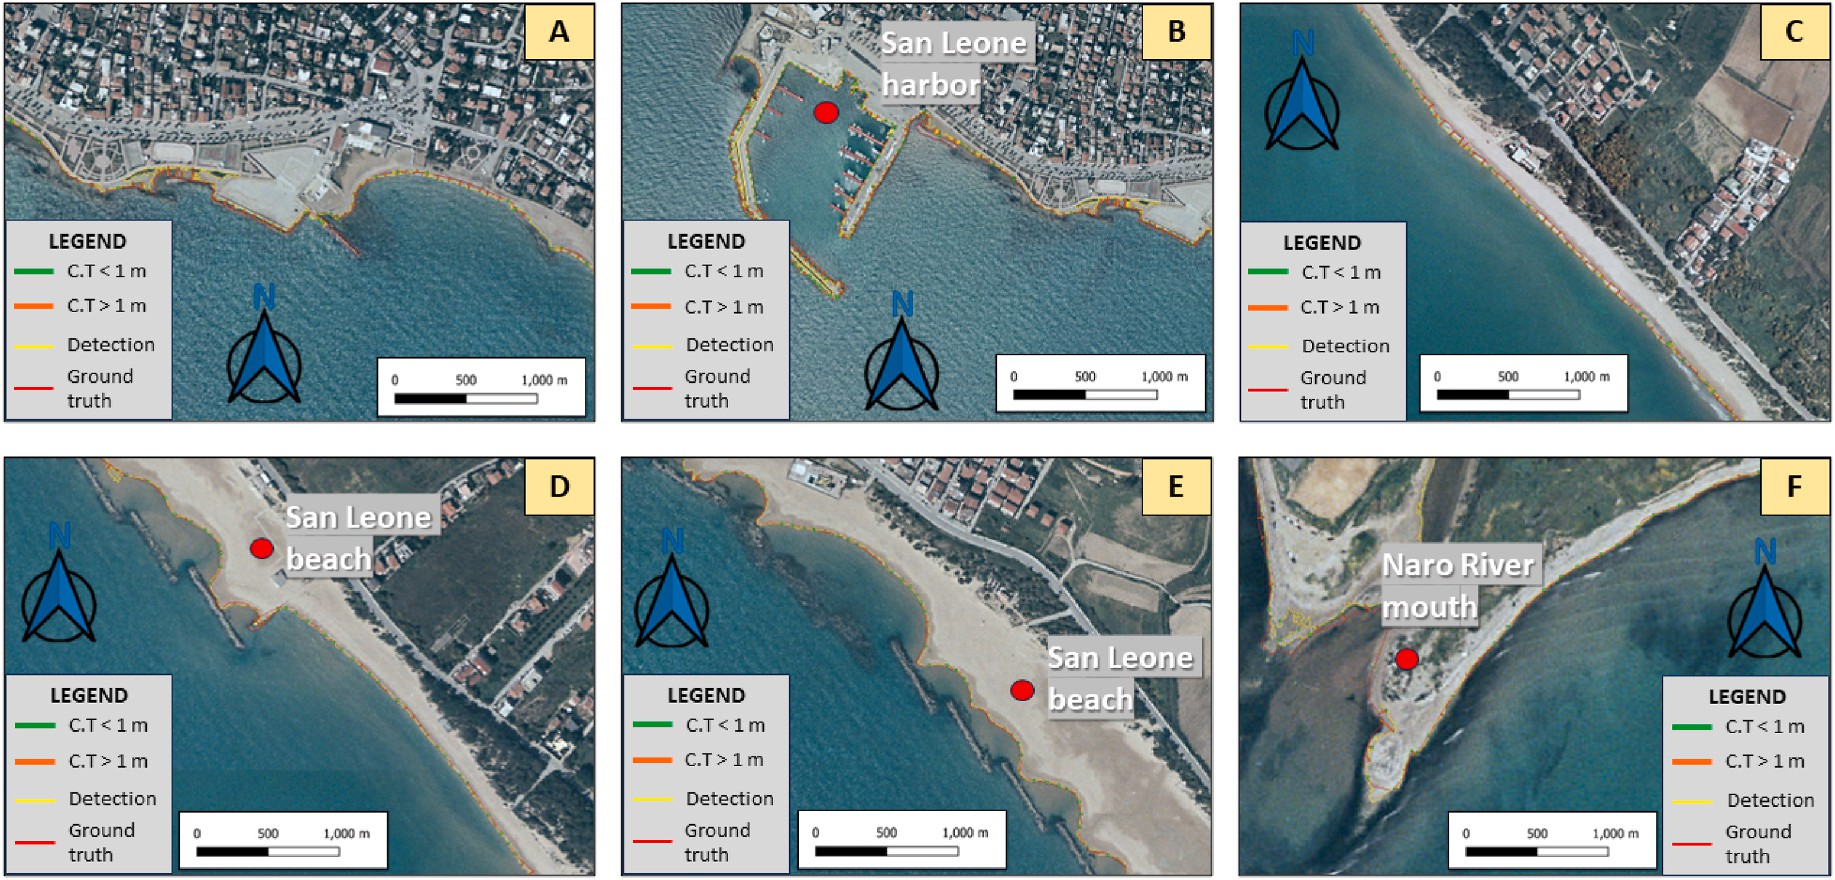 A
N
LEGEND
C.T < 1 m
C.T > 1 m
Detection
Ground
truth
0 500 1,000 m
B
San Leone
harbor
N
LEGEND
C.T < 1 m
C.T > 1 m
Detection
Ground
truth
0 500 1,000 m
C
N
LEGEND
C.T < 1 m
C.T > 1 m
Detection
Ground
truth
0 500 1,000 m
D
San Leone
beach
N
LEGEND
C.T < 1 m
C.T > 1 m
Detection
Ground
truth
0 500 1,000 m
E
N
San Leone
beach
LEGEND
C.T < 1 m
C.T > 1 m
Detection
Ground
truth
0 500 1,000 m
F
Naro River
mouth
N
LEGEND
C.T < 1 m
C.T > 1 m
Detection
Ground
truth
0 500 1,000 m